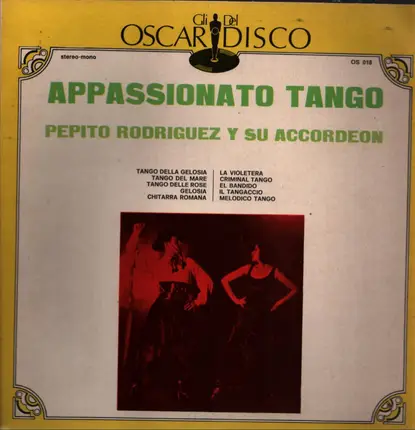 Gli Del
OSCAR DISCO
stereo-mono
OS 018
APPASSIONATO TANGO
PEPITO RODRIGUEZ Y SU ACCORDEON
TANGO DELLA GELOSIA
TANGO DEL MARE
TANGO DELLE ROSE
GELOSIA
CHITARRA ROMANA
LA VIOLETERA
CRIMINAL TANGO
EL BANDIDO
IL TANGACCIO
MELODICO TANGO